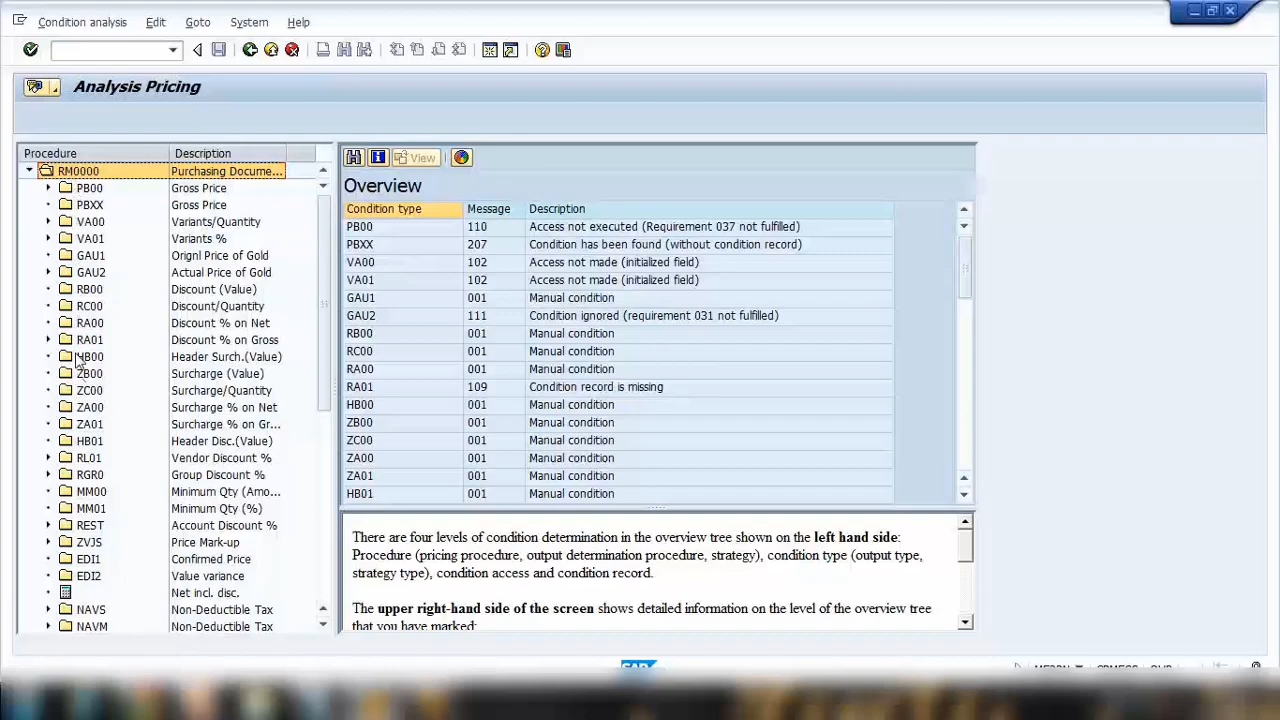 Condition analysis Edit Goto System Help
Analysis Pricing
Procedure Description
RM0000 Purchasing Docume...
PB00 Gross Price
PBXX Gross Price
VA00 Variants/Quantity
VA01 Variants %
GAU1 Orignl Price of Gold
GAU2 Actual Price of Gold
RB00 Discount (Value)
RC00 Discount/Quantity
RA00 Discount % on Net
RA01 Discount % on Gross
HB00 Header Surch.(Value)
ZB00 Surcharge (Value)
ZC00 Surcharge/Quantity
ZA00 Surcharge % on Net
ZA01 Surcharge % on Gr...
HB01 Header Disc.(Value)
RL01 Vendor Discount %
RGR0 Group Discount %
MM00 Minimum Qty (Amo...
MM01 Minimum Qty (%)
REST Account Discount %
ZVJS Price Mark-up
EDI1 Confirmed Price
EDI2 Value variance
Net incl. disc.
NAVS Non-Deductible Tax
NAVM Non-Deductible Tax
View
Overview
Condition type Message Description
PB00 110 Access not executed (Requirement 037 not fulfilled)
PBXX 207 Condition has been found (without condition record)
VA00 102 Access not made (initialized field)
VA01 102 Access not made (initialized field)
GAU1 001 Manual condition
GAU2 111 Condition ignored (requirement 031 not fulfilled)
RB00 001 Manual condition
RC00 001 Manual condition
RA00 001 Manual condition
RA01 109 Condition record is missing
HB00 001 Manual condition
ZB00 001 Manual condition
ZC00 001 Manual condition
ZA00 001 Manual condition
ZA01 001 Manual condition
HB01 001 Manual condition
There are four levels of condition determination in the overview tree shown on the left hand side:
Procedure (pricing procedure, output determination procedure, strategy), condition type (output type,
strategy type), condition access and condition record.
The upper right-hand side of the screen shows detailed information on the level of the overview tree
that you have marked:
SAP